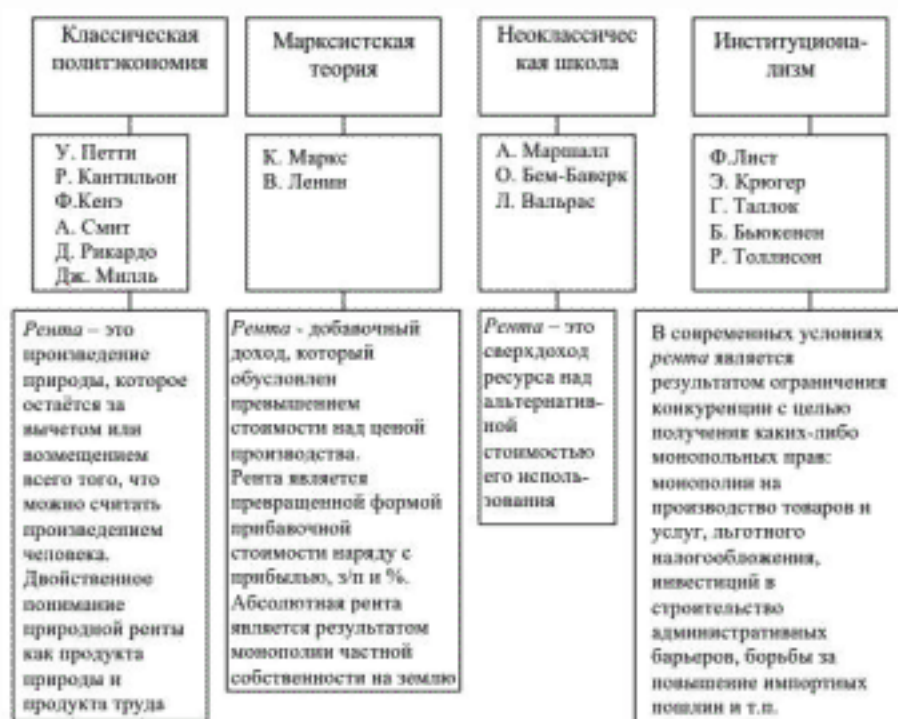 Классическая
политэкономия
Марксистская
теория
Неоклассичес
кая школа
Институциона-
лизм
У. Петти
Р. Кантильон
Ф.Кенэ
А. Смит
Д. Рикардо
Дж. Милль
К. Маркс
В. Ленин
А. Маршалл
О. Бем-Баверк
Л. Вальрас
Ф.Лист
Э. Крюгер
Г. Таллок
Б. Бьюкенен
Р. Толлисон
Рента – это
произведение
природы, которое
остаётся за
вычетом или
возмещением
всего того, что
можно считать
произведением
человека.
Двойственное
понимание
природной ренты
как продукта
природы и
продукта труда
Рента - добавочный
доход, который
обусловлен
превышением
стоимости над ценой
производства.
Рента является
превращенной формой
прибавочной
стоимости наряду с
прибылью, з/п и %.
Абсолютная рента
является результатом
монополии частной
собственности на землю
Рента – это
сверхдоход
ресурса над
альтернатив-
ной
стоимостью
его исполь-
зования
В современных условиях
рента является
результатом ограничения
конкуренции с целью
получения каких-либо
монопольных прав:
монополии на
производство товаров и
услуг, льготного
налогообложения,
инвестиций в
строительство
административных
барьеров, борьбы за
повышение импортных
пошлин и т.п.